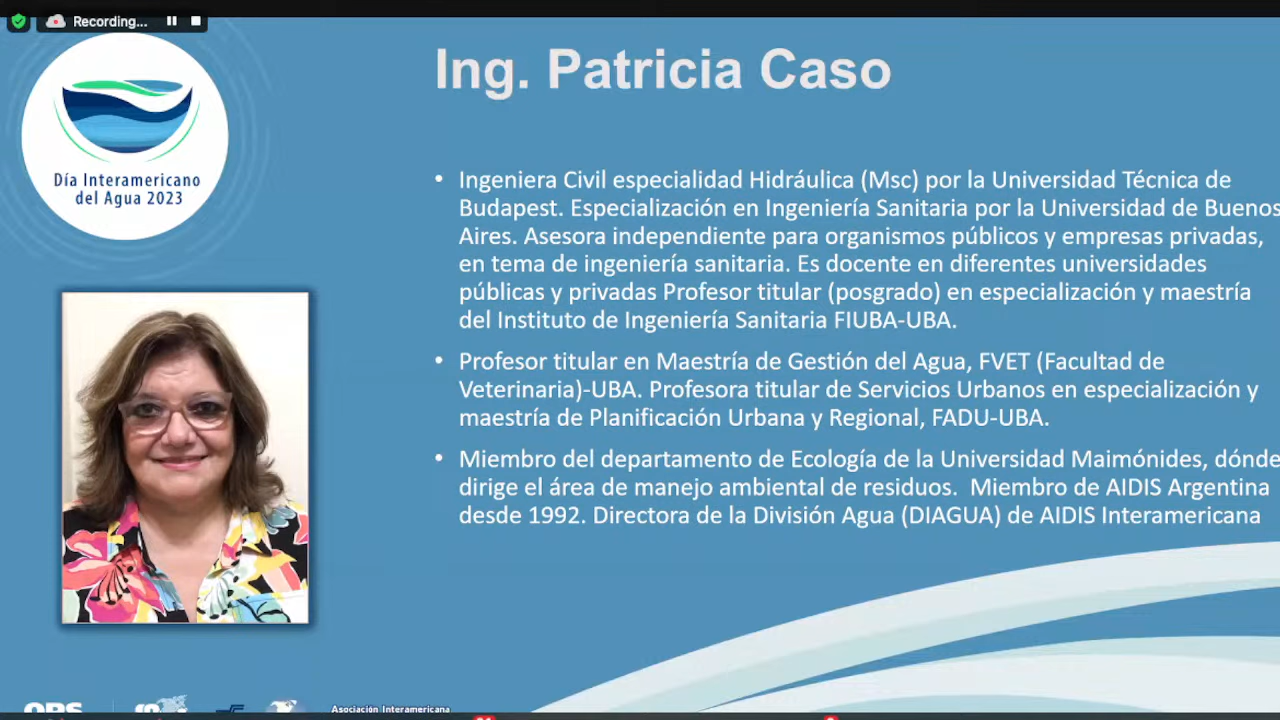 Recording...
Ing. Patricia Caso
Día Interamericano
del Agua 2023
• Ingeniera Civil especialidad Hidráulica (Msc) por la Universidad Técnica de
Budapest. Especialización en Ingeniería Sanitaria por la Universidad de Buenos
Aires. Asesora independiente para organismos públicos y empresas privadas,
en tema de ingeniería sanitaria. Es docente en diferentes universidades
públicas y privadas Profesor titular (posgrado) en especialización y maestría
del Instituto de Ingeniería Sanitaria FIUBA-UBA.
• Profesor titular en Maestría de Gestión del Agua, FVET (Facultad de
Veterinaria)-UBA. Profesora titular de Servicios Urbanos en especialización y
maestría de Planificación Urbana y Regional, FADU-UBA.
• Miembro del departamento de Ecología de la Universidad Maimónides, dónde
dirige el área de manejo ambiental de residuos. Miembro de AIDIS Argentina
desde 1992. Directora de la División Agua (DIAGUA) de AIDIS Interamericana
OPS
Asociación Interamericana